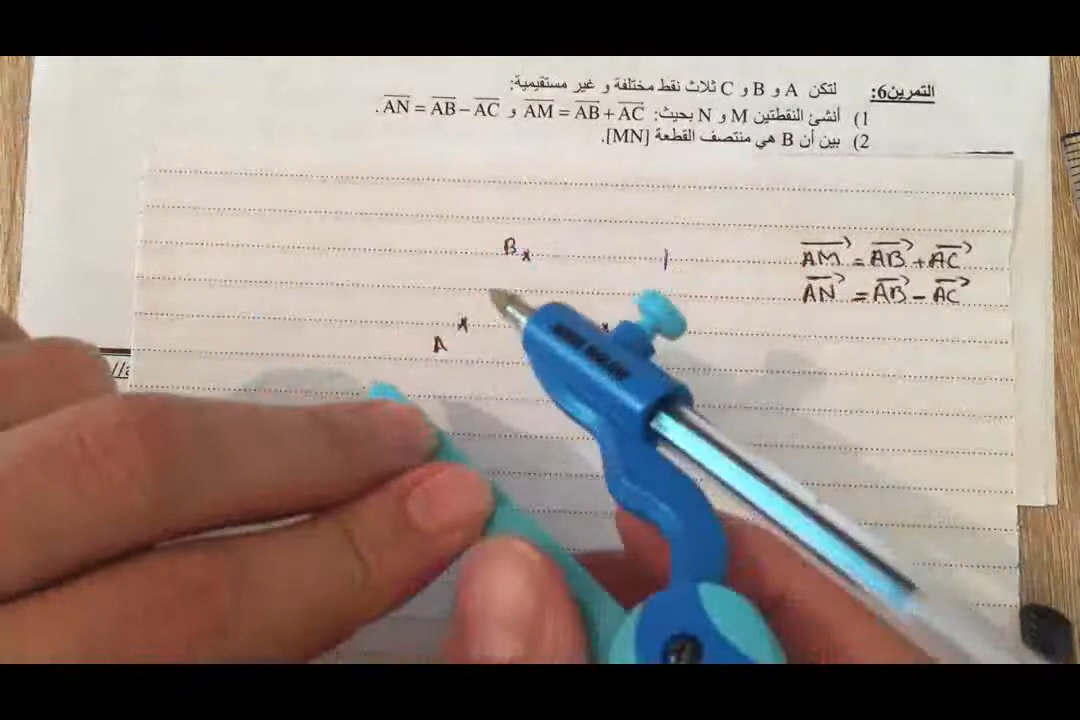 التمرين6: لتكن A و B و C ثلاث نقط مختلفة و غير مستقيمية:
1) أنشئ النقطتين M و N بحيث: AM = AB + AC و AN = AB − AC .
2) بين أن B هي منتصف القطعة [MN].
B
AM = AB + AC
AN = AB - AC
A